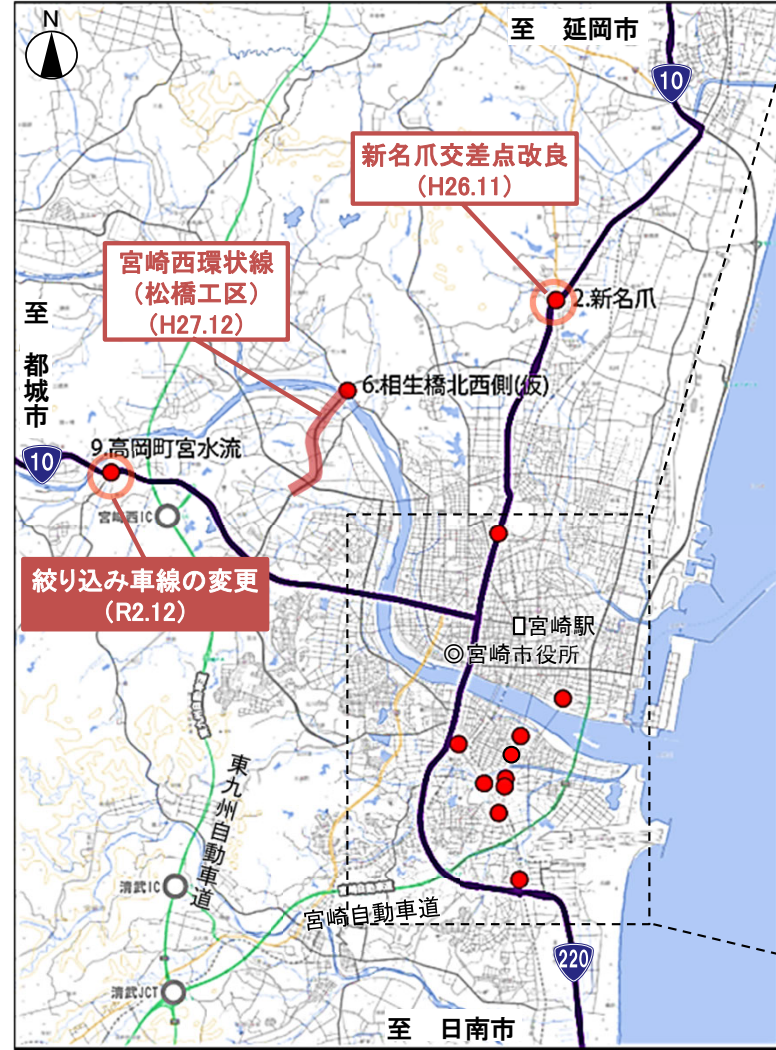 N
至 延岡市
10
新名爪交差点改良
(H26.11)
宮崎西環状線
(松橋工区)
(H27.12)
2.新名爪
至 都城市
6.相生橋北西側(仮)
9.高岡町宮水流
10
宮崎西IC
絞り込み車線の変更
(R2.12)
宮崎駅
◎宮崎市役所
東九州自動車道
清武IC
宮崎自動車道
220
清武JCT
至 日南市